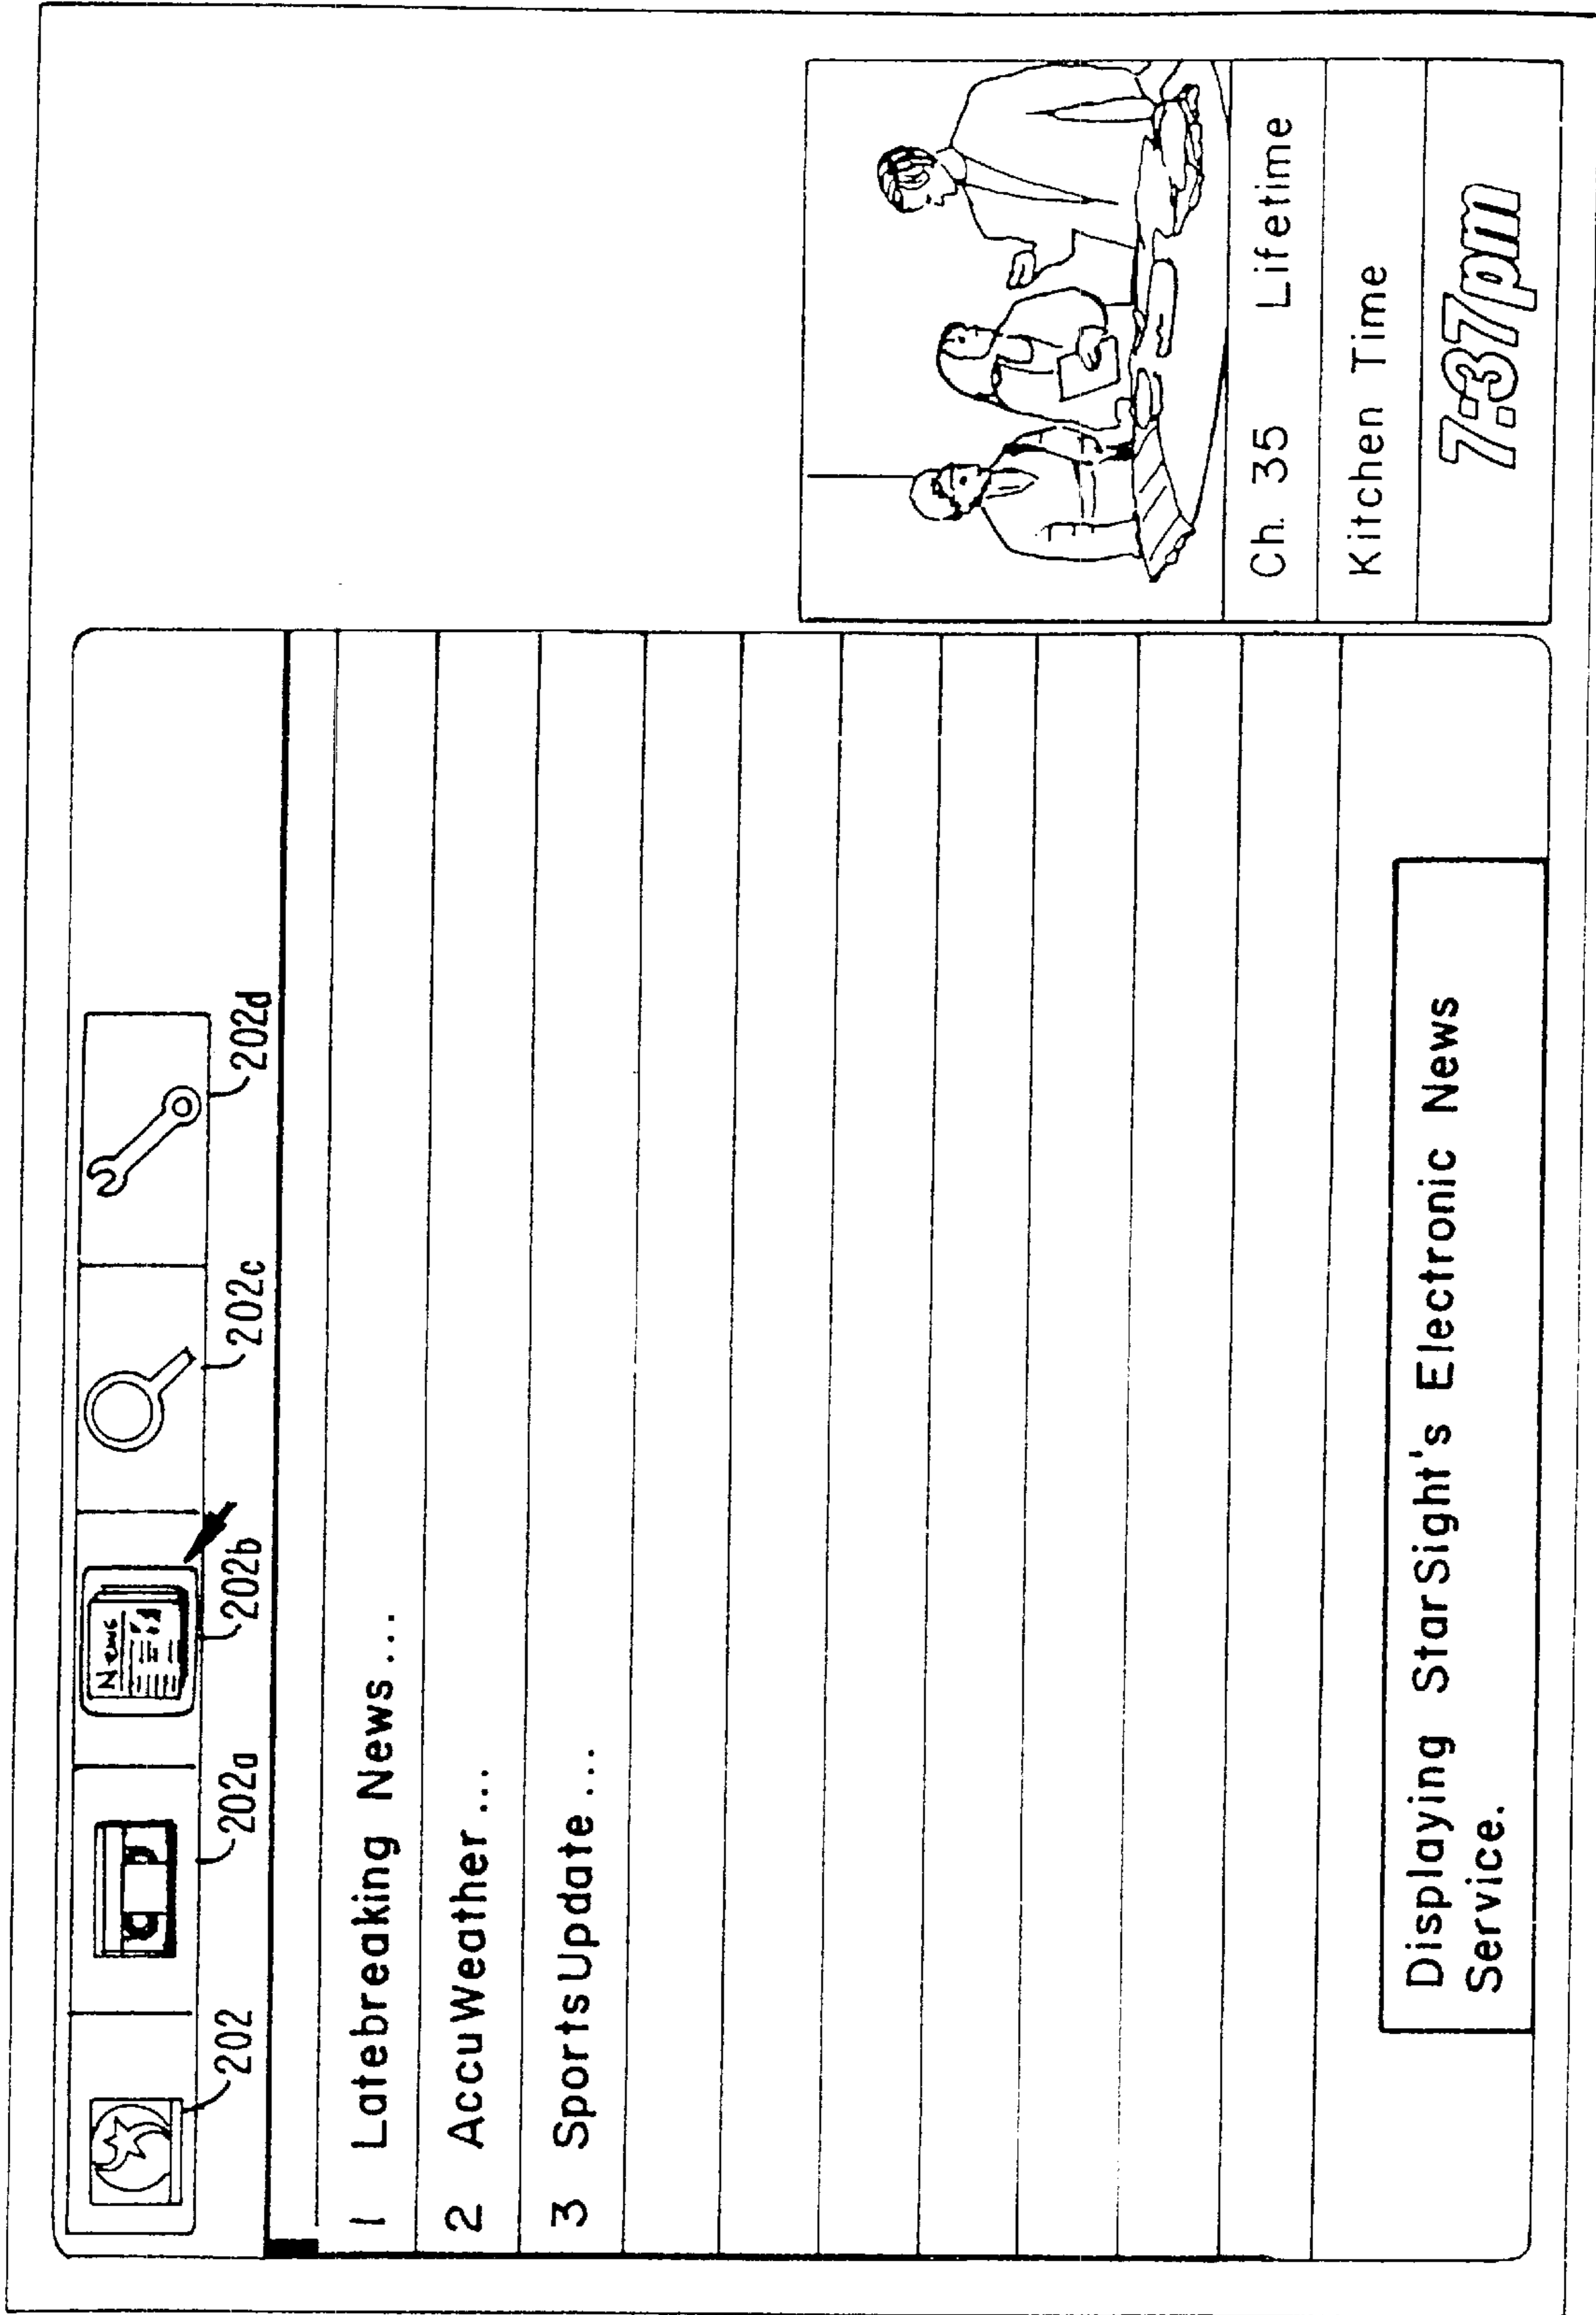 202
202a
News
202b
202c
202d
1 Latebreaking News...
2 AccuWeather...
3 SportsUpdate...
Displaying StarSight's Electronic News
Service.
Ch. 35 Lifetime
Kitchen Time
7:37pm